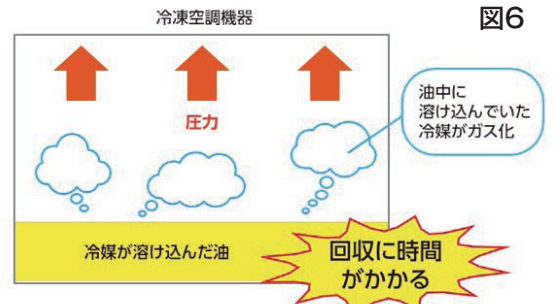 冷凍空調機器
図6
圧力
油中に
溶け込んでいた
冷媒がガス化
冷媒が溶け込んだ油
回収に時間
がかかる